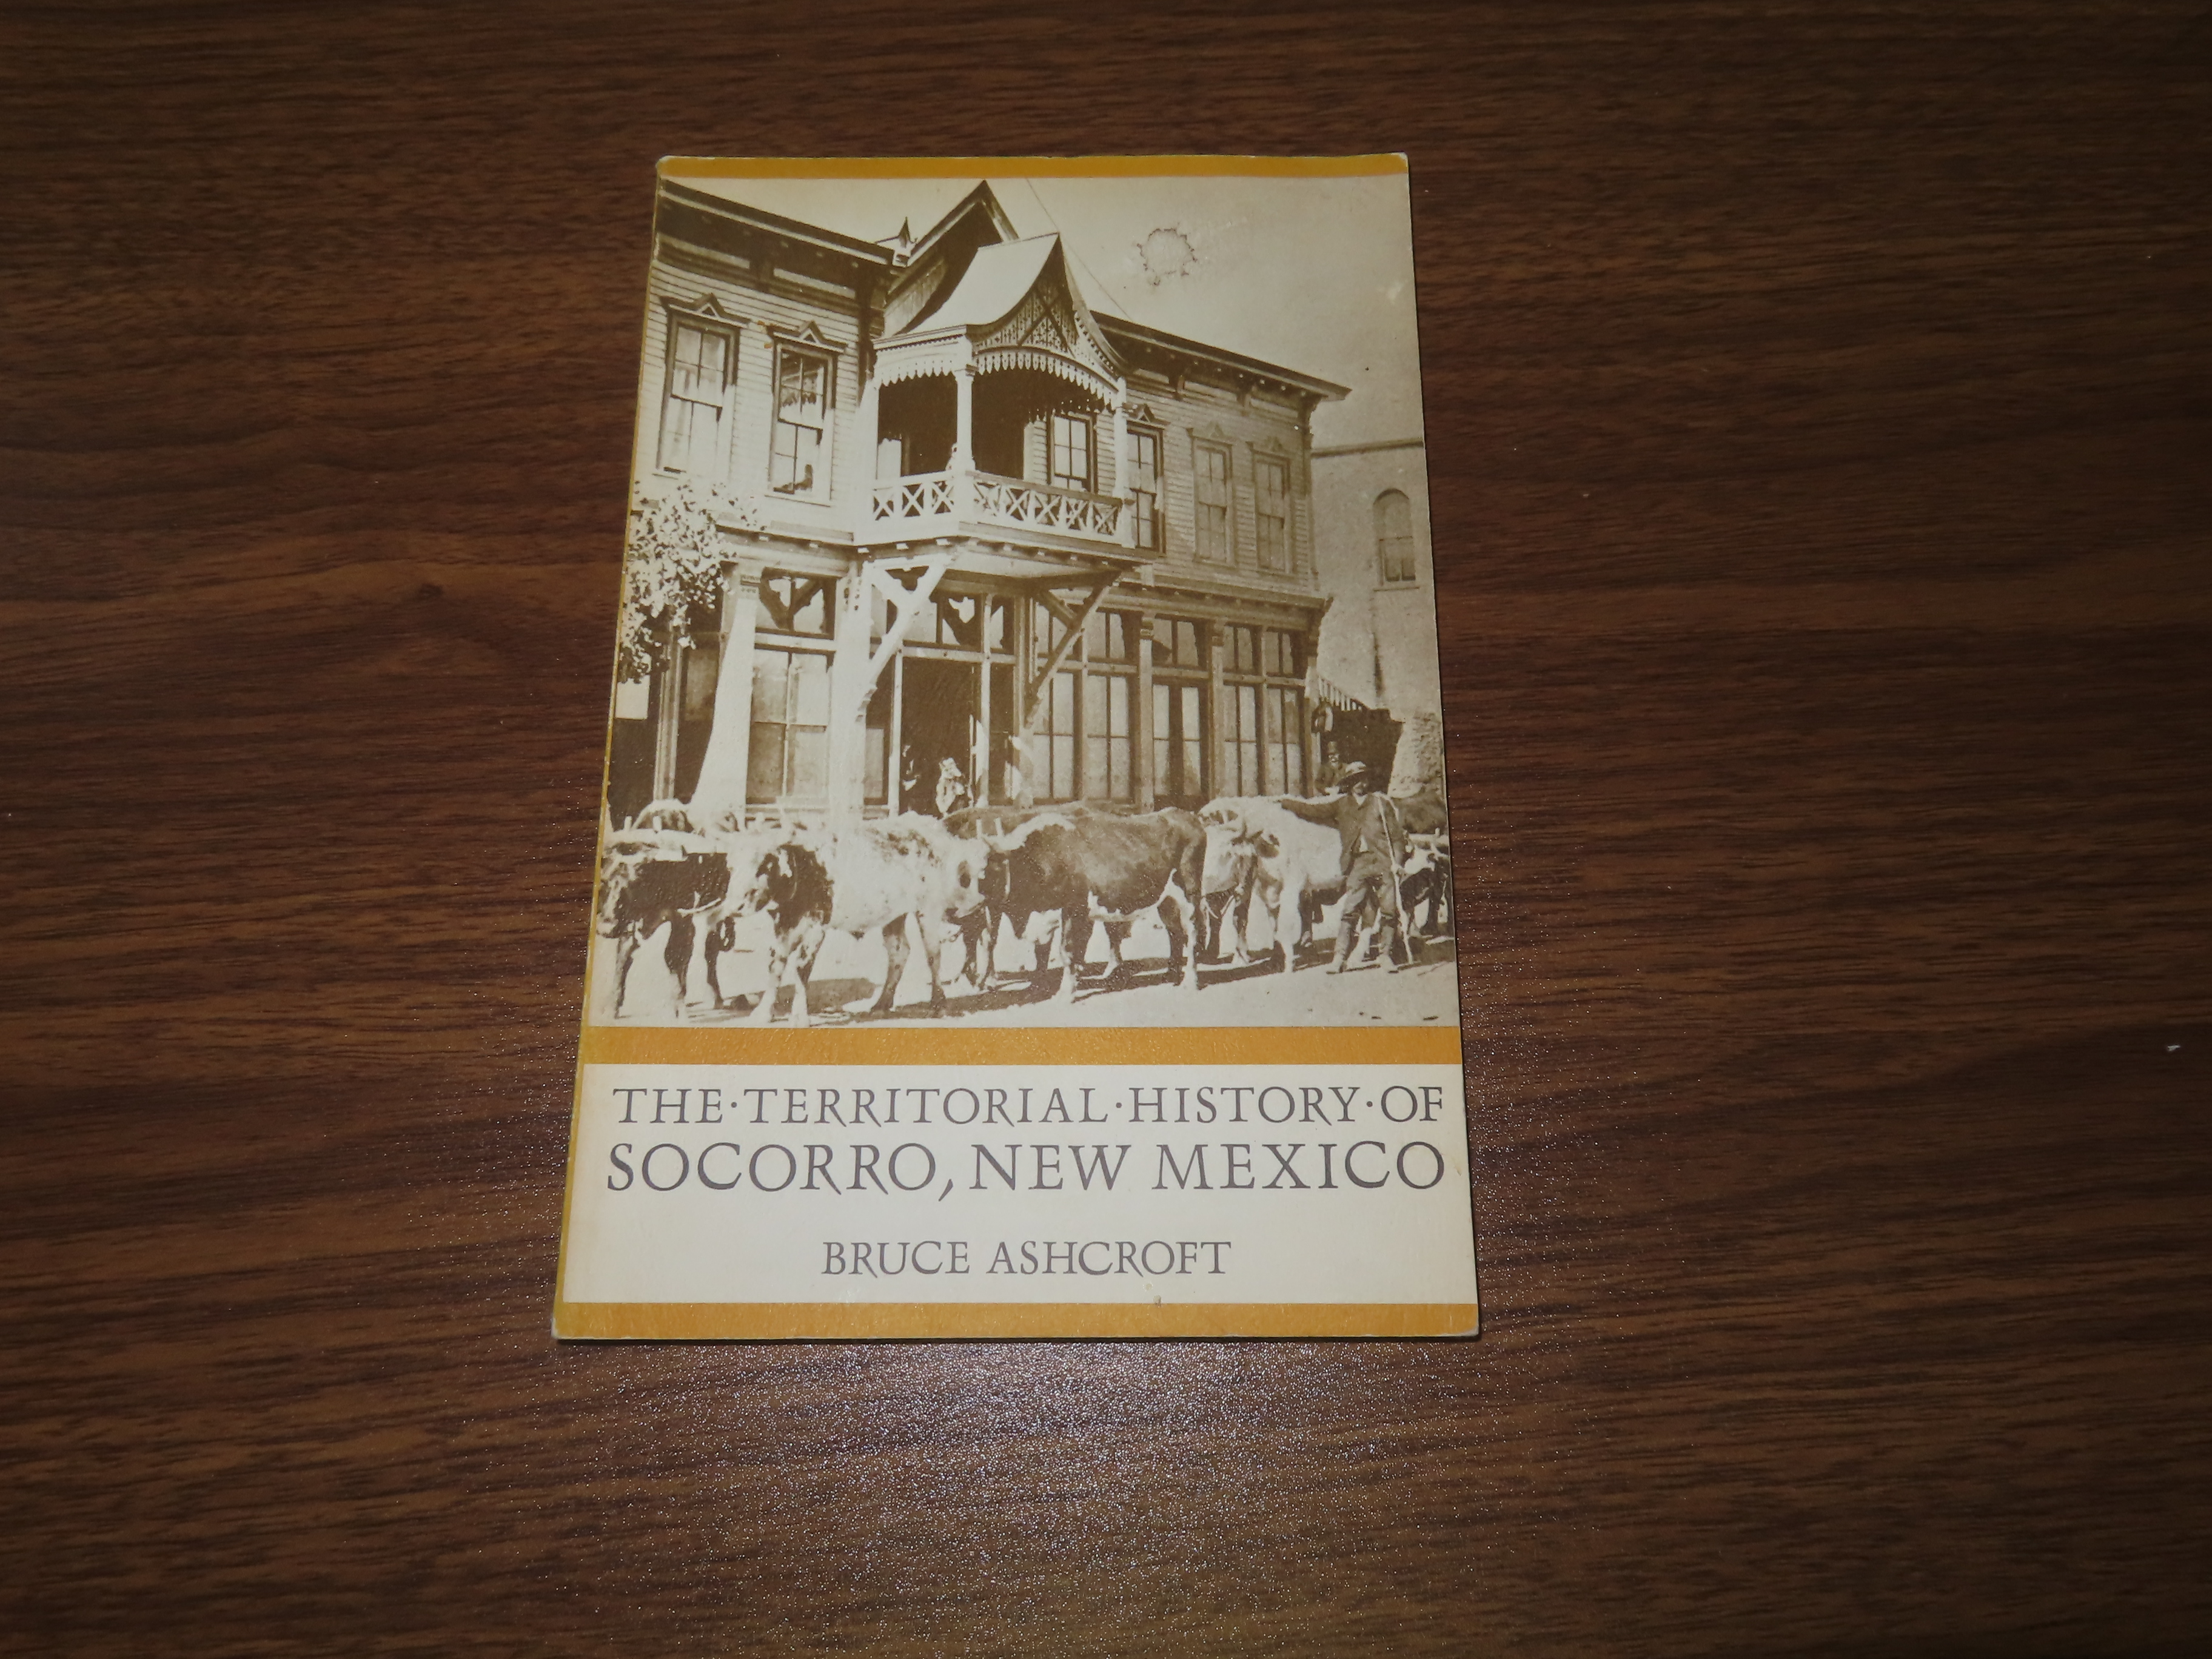 THE·TERRITORIAL·HISTORY·OF
SOCORRO, NEW MEXICO
BRUCE ASHCROFT